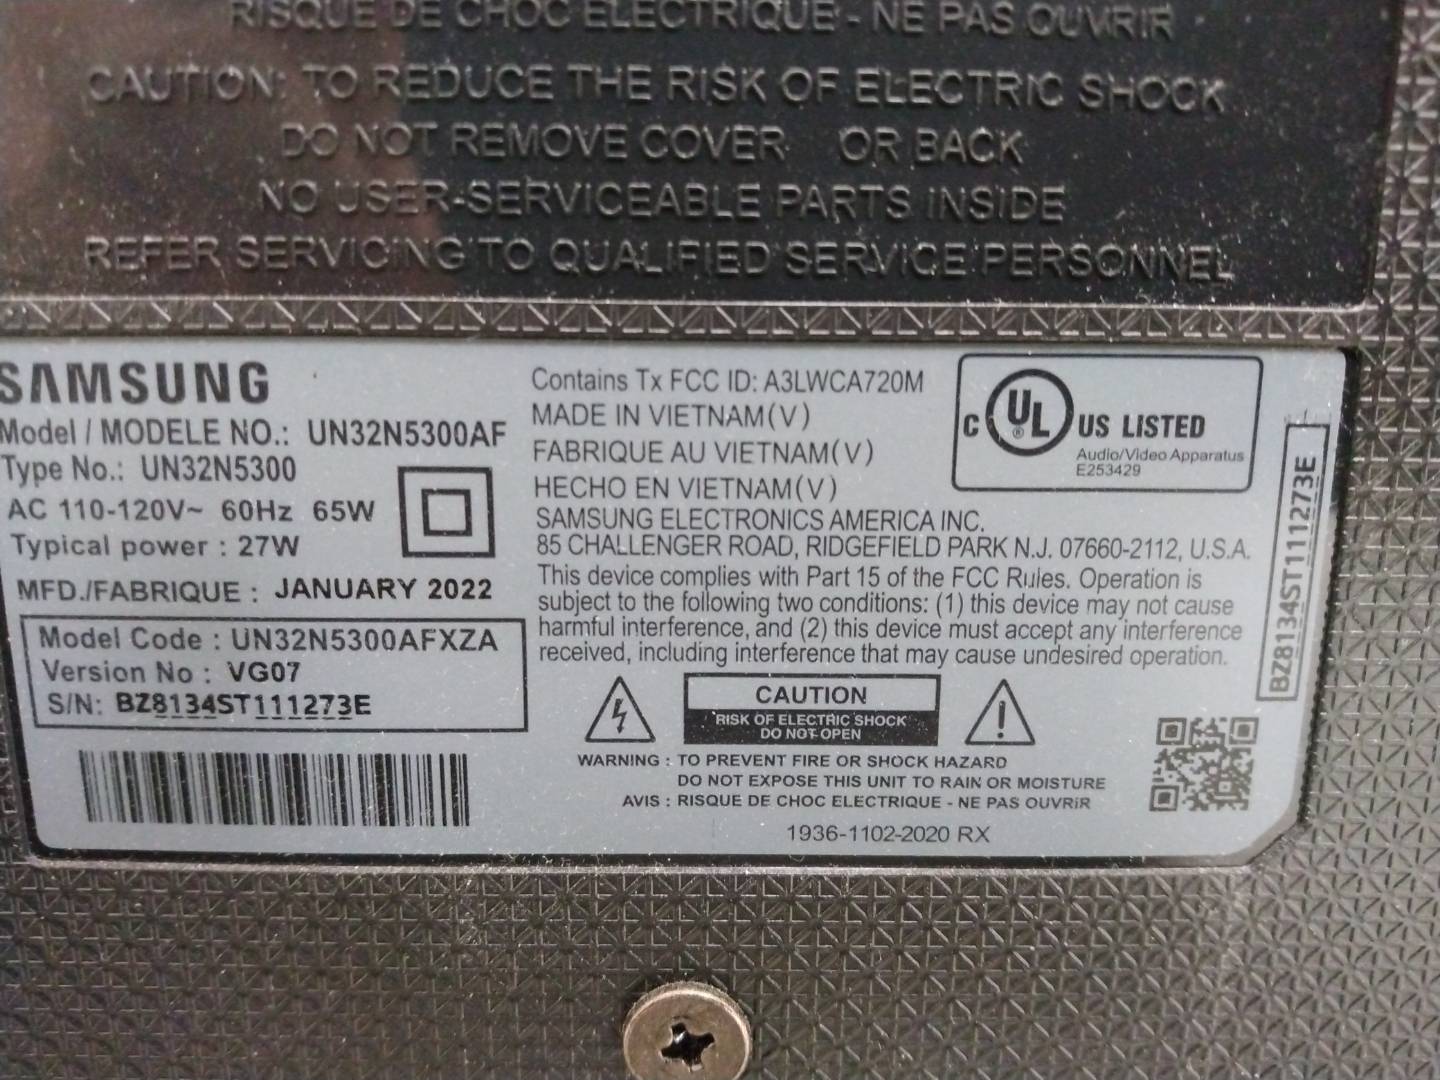 RISQUE DE CHOC ELECTRIQUE - NE PAS OUVRIR
CAUTION: TO REDUCE THE RISK OF ELECTRIC SHOCK
DO NOT REMOVE COVER OR BACK
NO USER-SERVICEABLE PARTS INSIDE
REFER SERVICING TO QUALIFIED SERVICE PERSONNEL
SAMSUNG
Model / MODELE NO.: UN32N5300AF
Type No.: UN32N5300
AC 110-120V~ 60Hz 65W
Typical power : 27W
MFD./FABRIQUE : JANUARY 2022
Model Code : UN32N5300AFXZA
Version No : VG07
S/N: BZ8134ST111273E
Contains Tx FCC ID: A3LWCA720M
MADE IN VIETNAM(V)
FABRIQUE AU VIETNAM(V)
HECHO EN VIETNAM(V)
SAMSUNG ELECTRONICS AMERICA INC.
85 CHALLENGER ROAD, RIDGEFIELD PARK N.J. 07660-2112, U.S.A.
This device complies with Part 15 of the FCC Rules. Operation is
subject to the following two conditions: (1) this device may not cause
harmful interference, and (2) this device must accept any interference
received, including interference that may cause undesired operation.
C UL ® US LISTED
Audio/Video Apparatus
E253429
BZ8134ST111273E
CAUTION
RISK OF ELECTRIC SHOCK
DO NOT OPEN
WARNING : TO PREVENT FIRE OR SHOCK HAZARD
DO NOT EXPOSE THIS UNIT TO RAIN OR MOISTURE
AVIS : RISQUE DE CHOC ELECTRIQUE - NE PAS OUVRIR
1936-1102-2020 RX